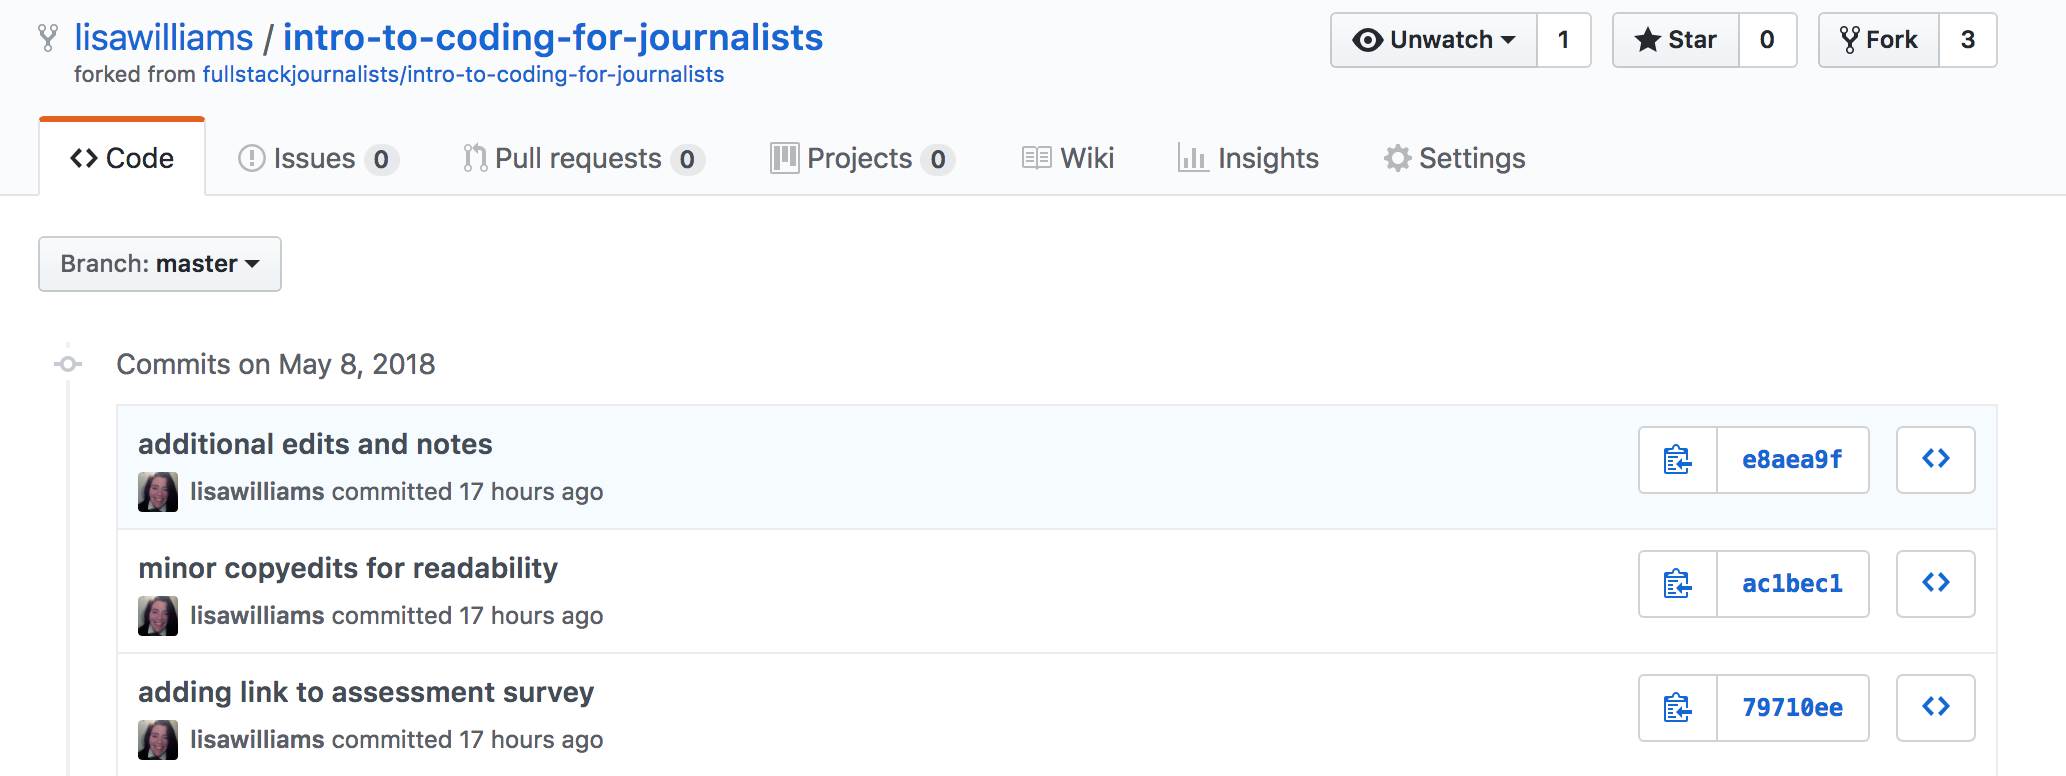 lisawilliams / intro-to-coding-for-journalists
Unwatch 1 Star 0 Fork 3
forked from fullstackjournalists/intro-to-coding-for-journalists
<> Code Issues 0 Pull requests 0 Projects 0 Wiki Insights Settings
Branch: master
Commits on May 8, 2018
additional edits and notes
e8aea9f <>
lisawilliams committed 17 hours ago
minor copyedits for readability
ac1bec1 <>
lisawilliams committed 17 hours ago
adding link to assessment survey
79710ee <>
lisawilliams committed 17 hours ago